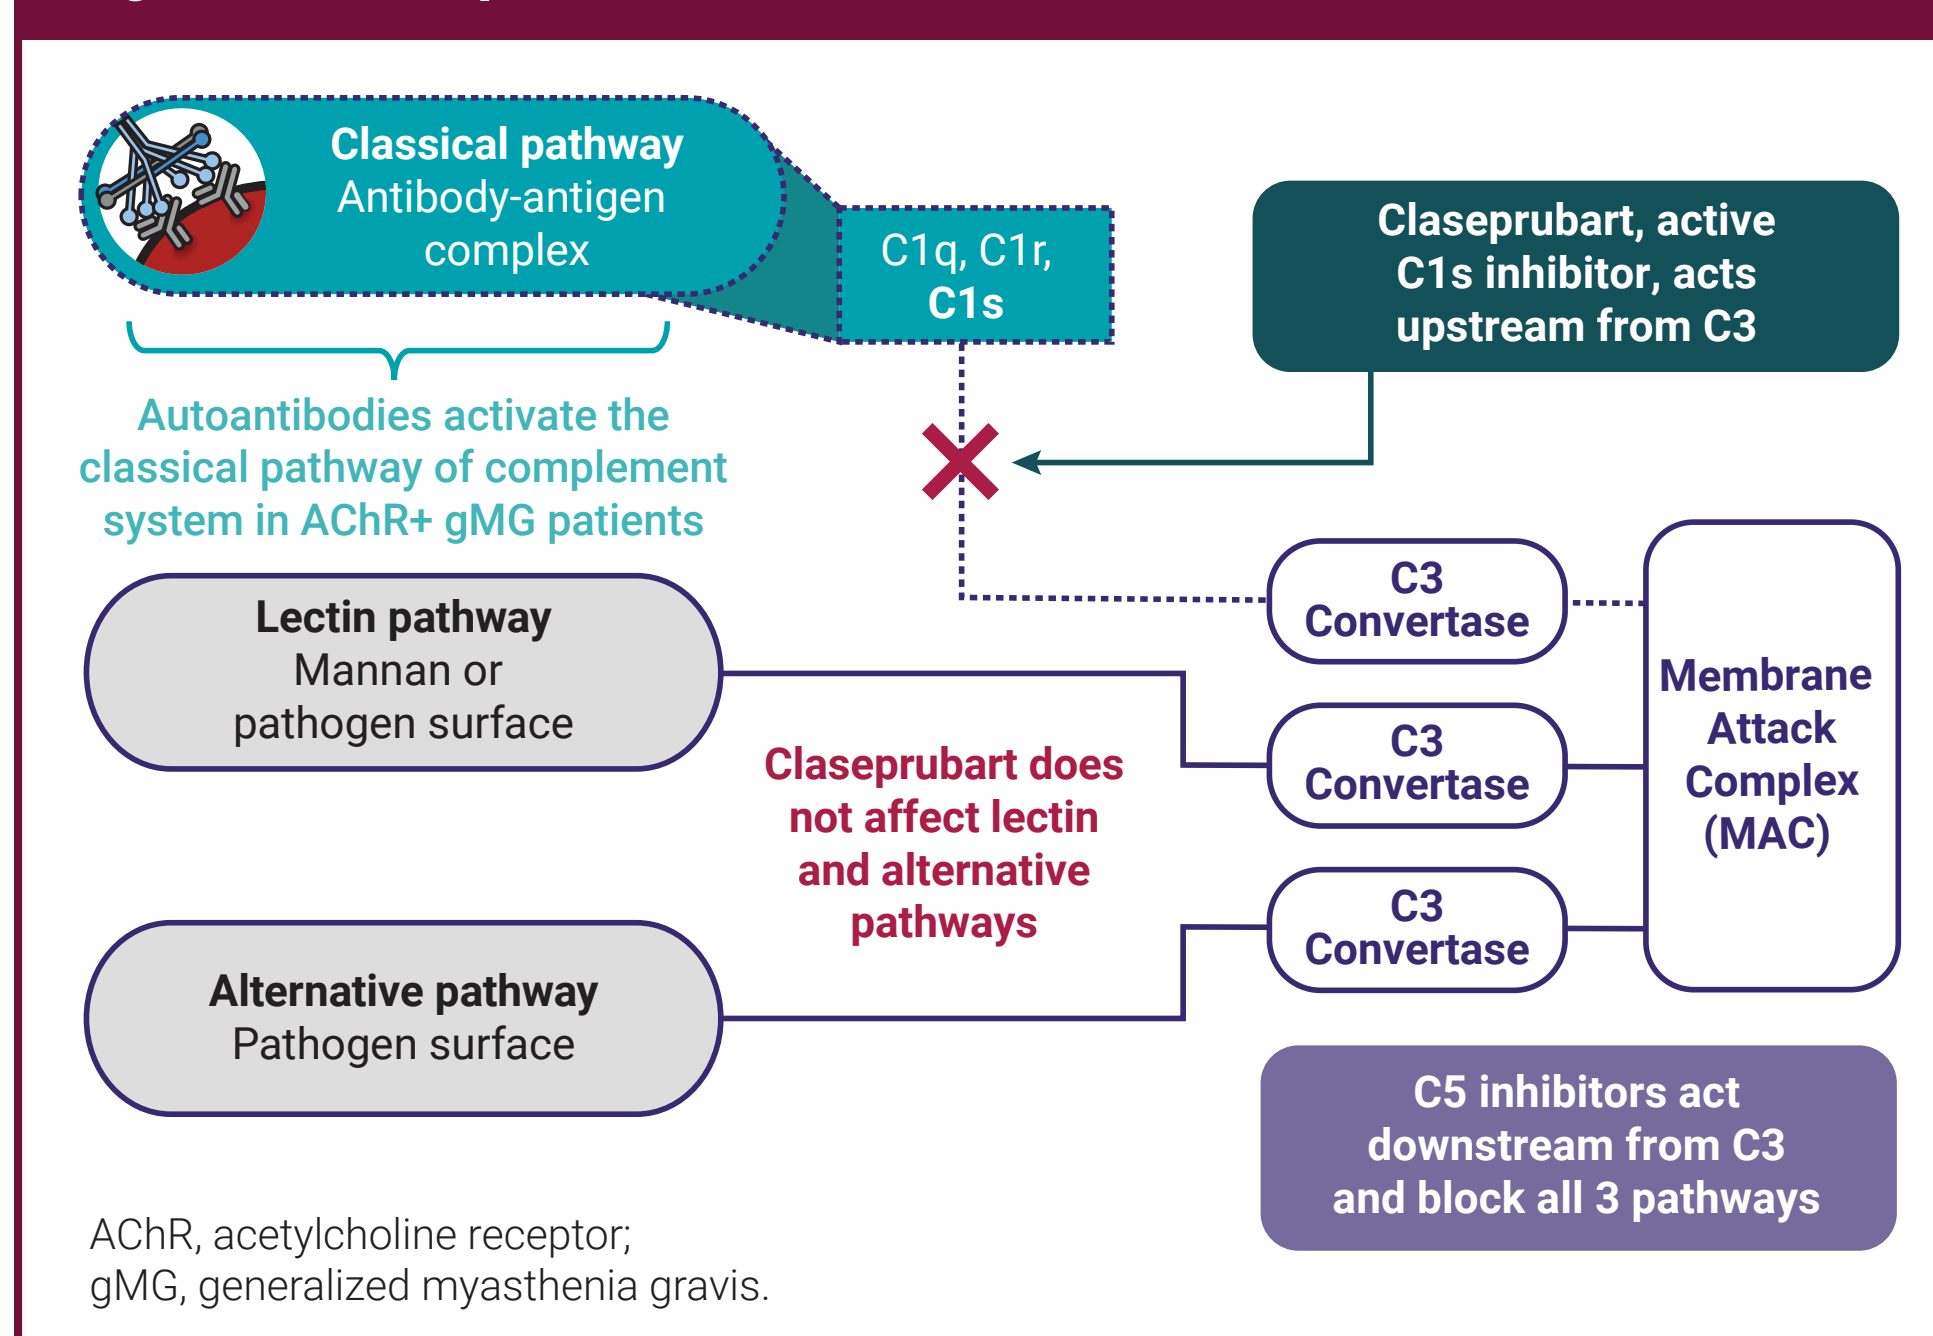 Classical pathway
Antibody-antigen
complex
C1q, C1r,
C1s
Claseprubart, active
C1s inhibitor, acts
upstream from C3
Autoantibodies activate the
classical pathway of complement
system in AChR+ gMG patients
Lectin pathway
Mannan or
pathogen surface
Claseprubart does
not affect lectin
and alternative
pathways
Alternative pathway
Pathogen surface
C3
Convertase
C3
Convertase
C3
Convertase
Membrane
Attack
Complex
(MAC)
C5 inhibitors act
downstream from C3
and block all 3 pathways
AChR, acetylcholine receptor;
gMG, generalized myasthenia gravis.